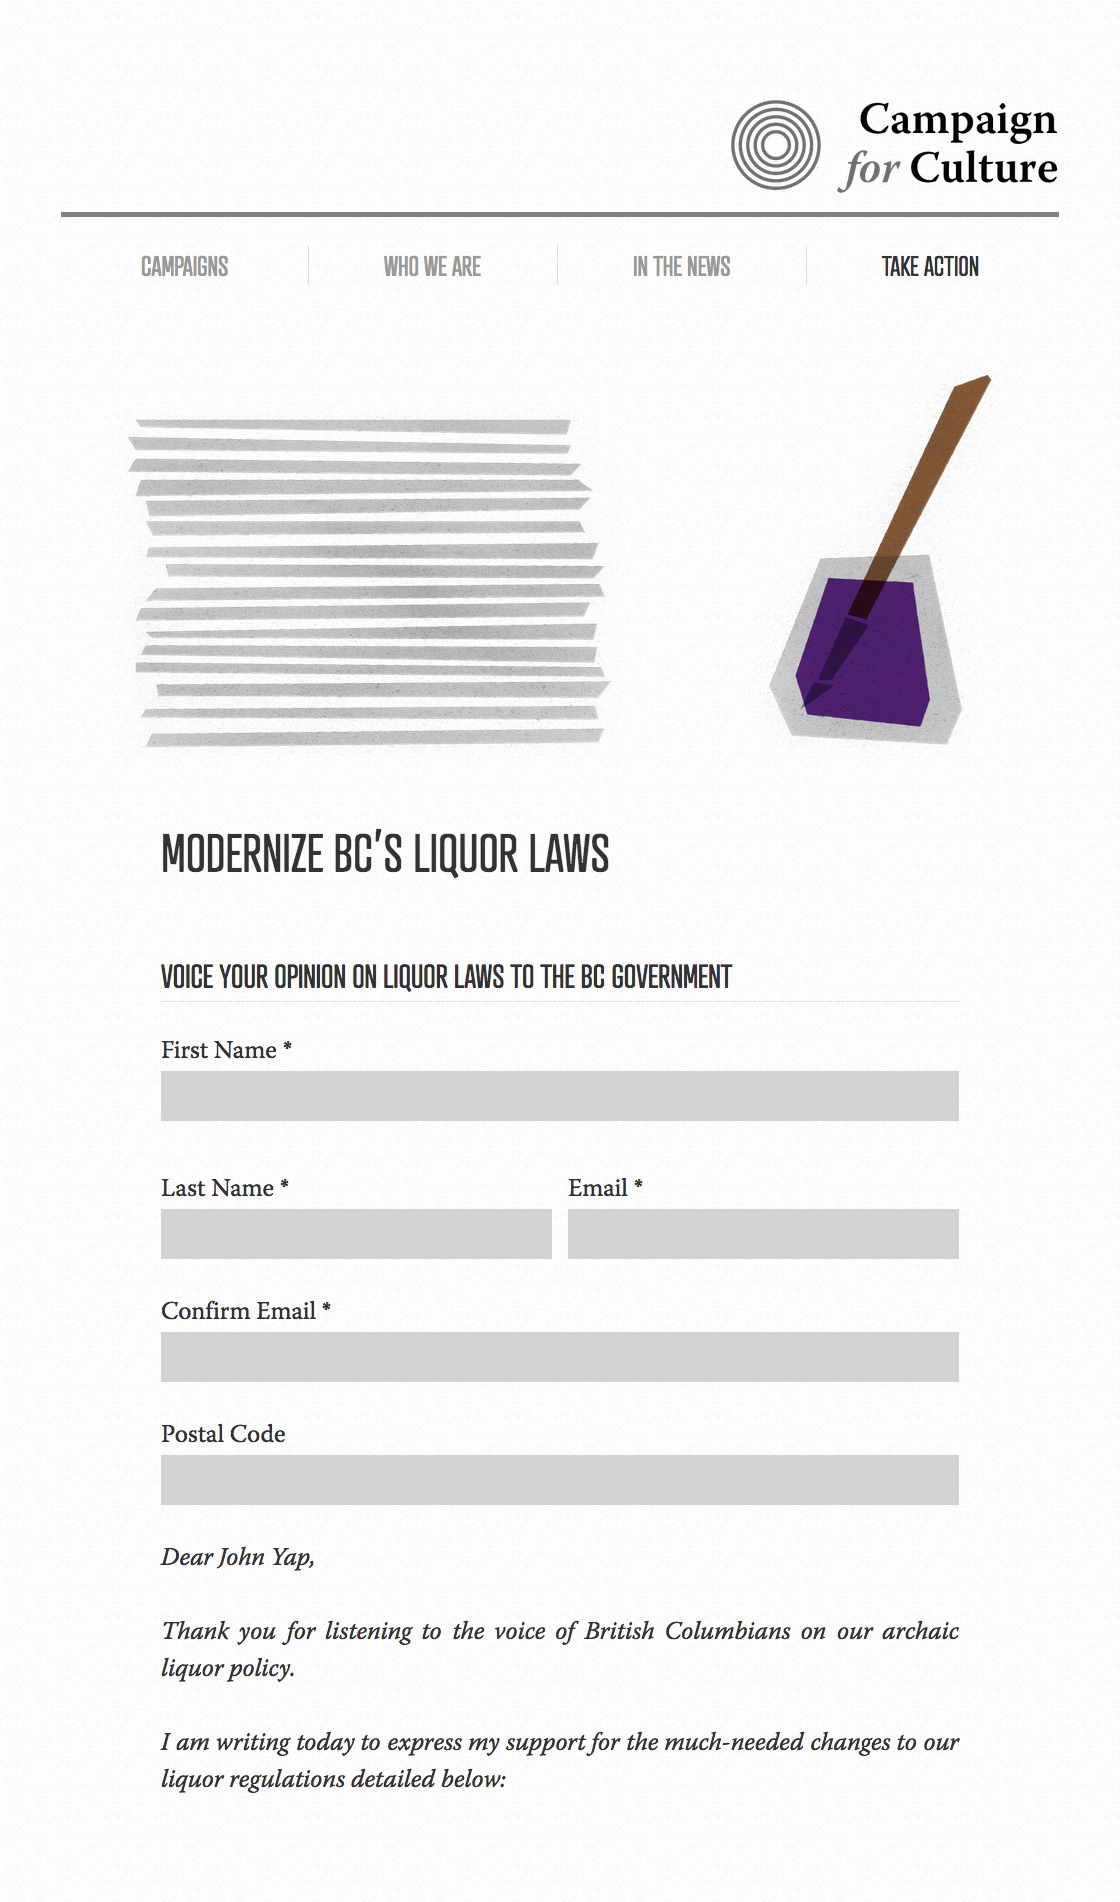 Campaign
for Culture
CAMPAIGNS
WHO WE ARE
IN THE NEWS
TAKE ACTION
MODERNIZE BC'S LIQUOR LAWS
VOICE YOUR OPINION ON LIQUOR LAWS TO THE BC GOVERNMENT
First Name *
Last Name *
Email *
Confirm Email *
Postal Code
Dear John Yap,
Thank you for listening to the voice of British Columbians on our archaic
liquor policy.
I am writing today to express my support for the much-needed changes to our
liquor regulations detailed below: